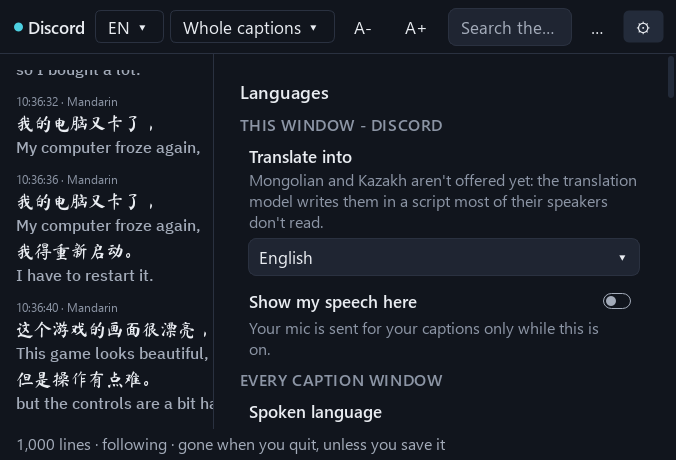 Discord EN Whole captions A- A+ Search the... ...
so I bought a lot.
10:36:32 · Mandarin
我的电脑又卡了，
My computer froze again,
10:36:36 · Mandarin
我的电脑又卡了，
My computer froze again,
我得重新启动。
I have to restart it.
10:36:40 · Mandarin
这个游戏的画面很漂亮，
This game looks beautiful,
但是操作有点难。
but the controls are a bit ha
Languages
THIS WINDOW - DISCORD
Translate into
Mongolian and Kazakh aren't offered yet: the translation
model writes them in a script most of their speakers
don't read.
English
Show my speech here
Your mic is sent for your captions only while this is
on.
EVERY CAPTION WINDOW
Spoken language
1,000 lines · following · gone when you quit, unless you save it